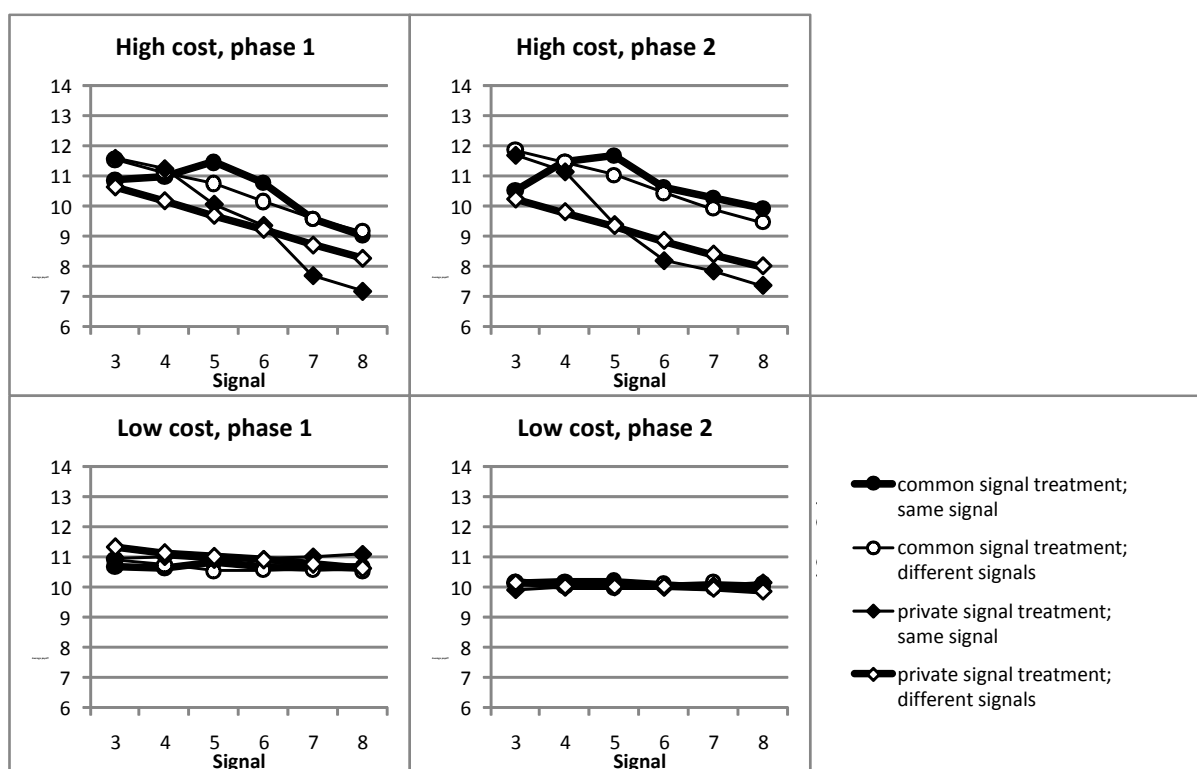 High cost, phase 1
14
13
12
11
10
9
8
7
6
3 4 5 6 7 8
Signal
High cost, phase 2
14
13
12
11
10
9
8
7
6
3 4 5 6 7 8
Signal
Low cost, phase 1
14
13
12
11
10
9
8
7
6
3 4 5 6 7 8
Signal
Low cost, phase 2
14
13
12
11
10
9
8
7
6
3 4 5 6 7 8
Signal
common signal treatment;
same signal
common signal treatment;
different signals
private signal treatment;
same signal
private signal treatment;
different signals